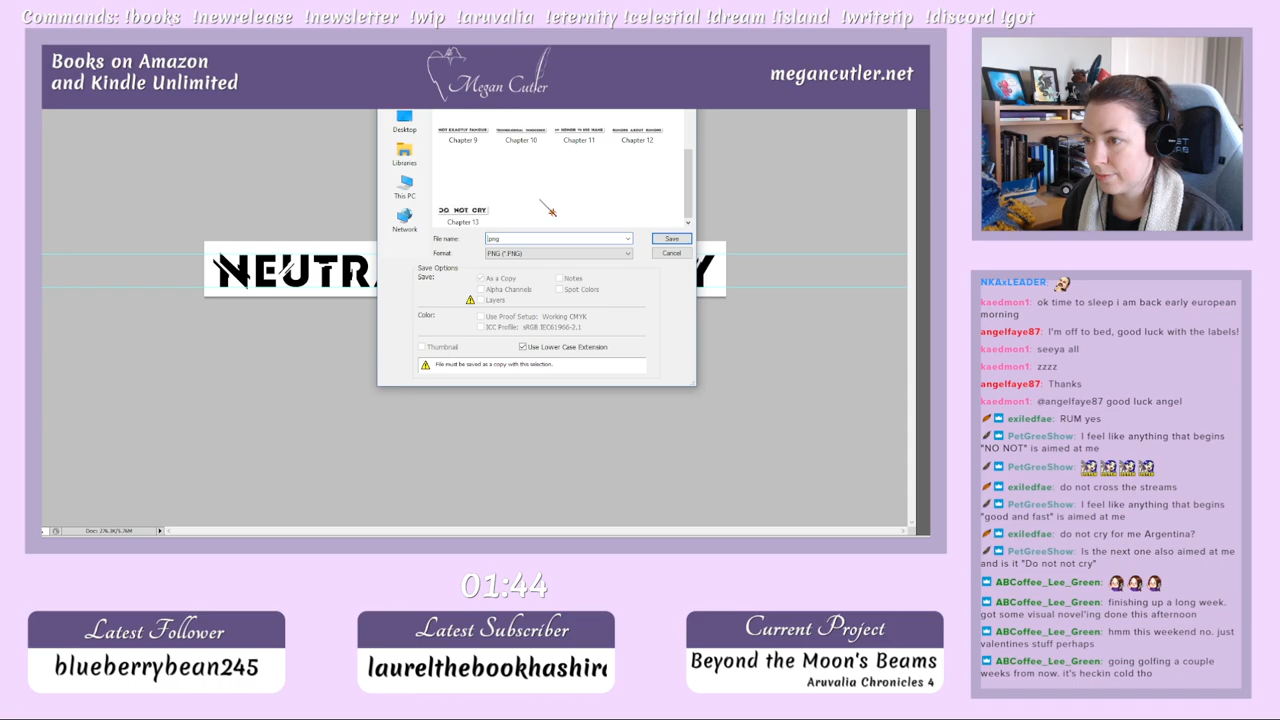 Commands: !books !newrelease !newsletter !wip !aruvalia !eternity !celestial !dream !island !writetip !discord !got
Books on Amazon
and Kindle Unlimited
Megan Cutler
megancutler.net
Desktop
Libraries
This PC
Network
NOT EXACTLY FAMOUS
RUMORS ABOUT RUMORS
Chapter 9
Chapter 10
Chapter 11
Chapter 12
DO NOT CRY
Chapter 13
File name:
.png
Save
Format:
PNG (*.PNG)
Cancel
Save Options
Save:
As a Copy
Notes
Alpha Channels
Spot Colors
Layers
Color:
Use Proof Setup: Working CMYK
ICC Profile: sRGB IEC61966-2.1
Thumbnail
Use Lower Case Extension
File must be saved as a copy with this selection.
NEUTRA
Y
NKAxLEADER:
kaedmon1: ok time to sleep i am back early european
morning
angelfaye87: I'm off to bed, good luck with the labels!
kaedmon1: seeya all
kaedmon1: zzzz
angelfaye87: Thanks
kaedmon1: @angelfaye87 good luck angel
exiledfae: RUM yes
PetGreeShow: I feel like anything that begins
"NO NOT" is aimed at me
PetGreeShow:
exiledfae: do not cross the streams
PetGreeShow: I feel like anything that begins
"good and fast" is aimed at me
exiledfae: do not cry for me Argentina?
PetGreeShow: Is the next one also aimed at me
and is it "Do not not cry"
ABCoffee_Lee_Green:
ABCoffee_Lee_Green: finishing up a long week.
got some visual novel'ing done this afternoon
ABCoffee_Lee_Green: hmm this weekend no. just
valentines stuff perhaps
ABCoffee_Lee_Green: going golfing a couple
weeks from now. it's heckin cold tho
01:44
Latest Follower
blueberrybean245
Latest Subscriber
laurelthebookhashira
Current Project
Beyond the Moon's Beams
Aruvalia Chronicles 4